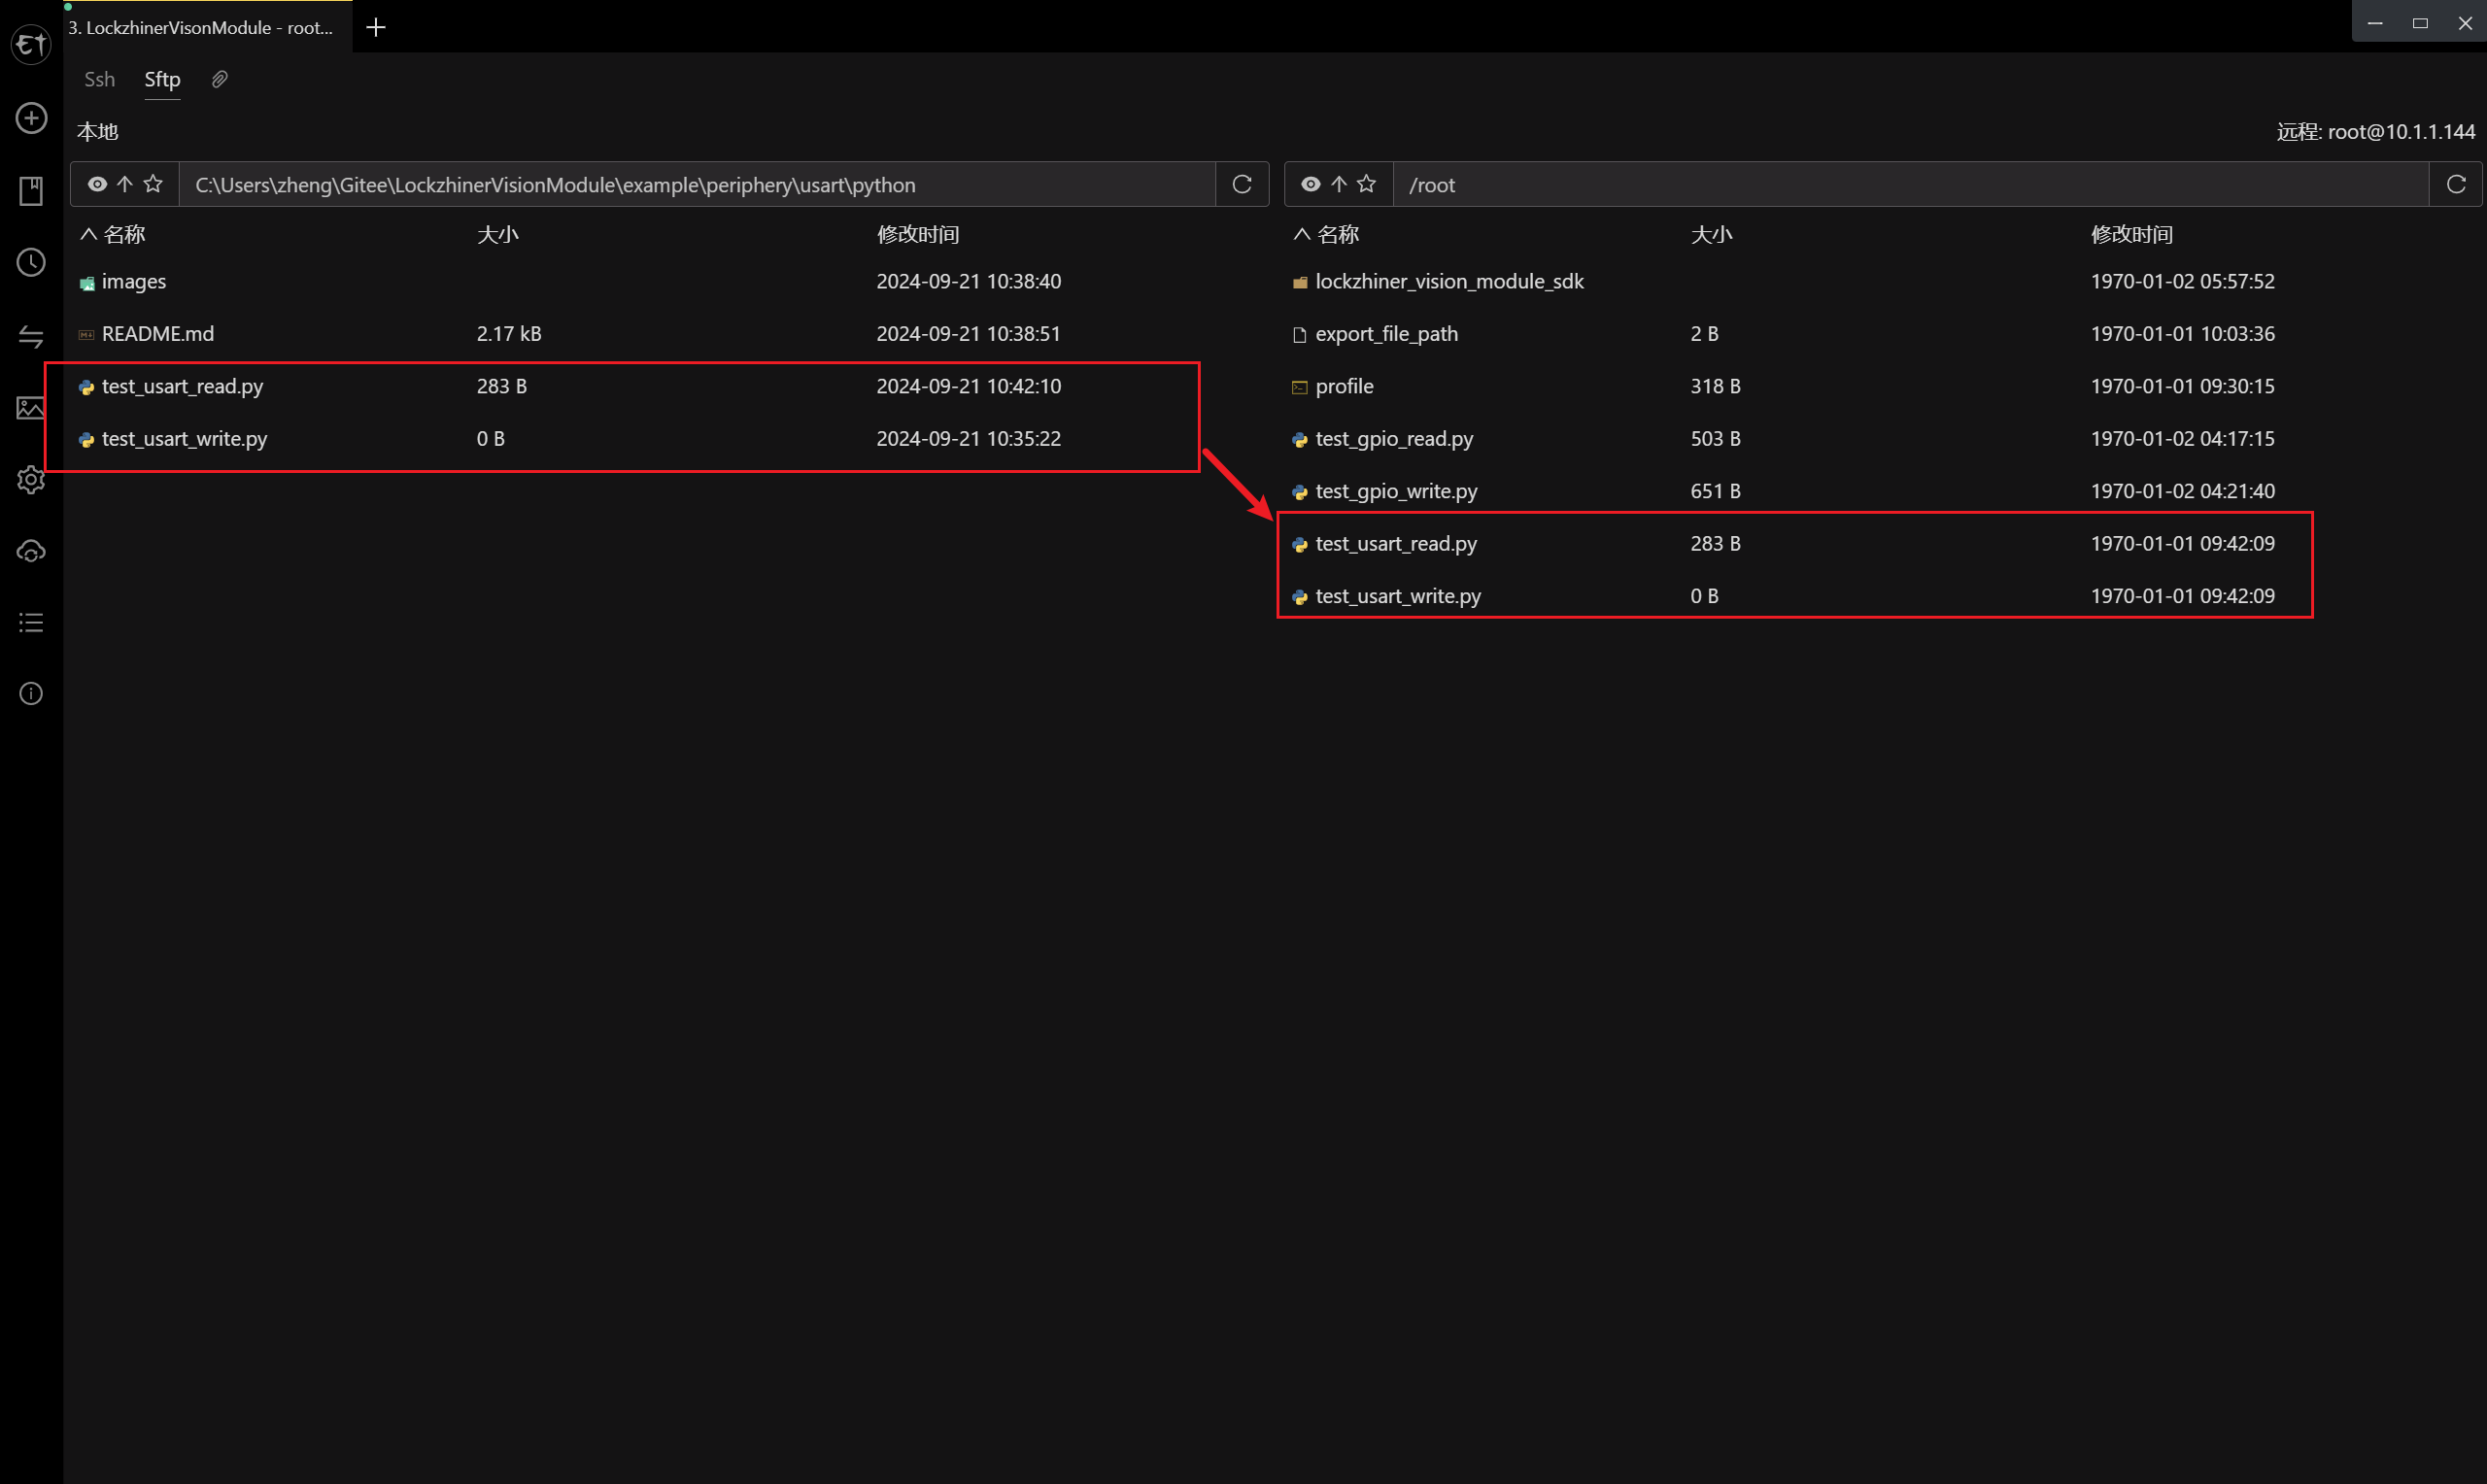 3. LockzhinerVisonModule - root...
Ssh Sftp
本地
远程: root@10.1.1.144
C:\Users\zheng\Gitee\LockzhinerVisionModule\example\periphery\usart\python
/root
名称 大小 修改时间
images 2024-09-21 10:38:40
README.md 2.17 kB 2024-09-21 10:38:51
test_usart_read.py 283 B 2024-09-21 10:42:10
test_usart_write.py 0 B 2024-09-21 10:35:22
名称 大小 修改时间
lockzhiner_vision_module_sdk 1970-01-02 05:57:52
export_file_path 2 B 1970-01-01 10:03:36
profile 318 B 1970-01-01 09:30:15
test_gpio_read.py 503 B 1970-01-02 04:17:15
test_gpio_write.py 651 B 1970-01-02 04:21:40
test_usart_read.py 283 B 1970-01-01 09:42:09
test_usart_write.py 0 B 1970-01-01 09:42:09